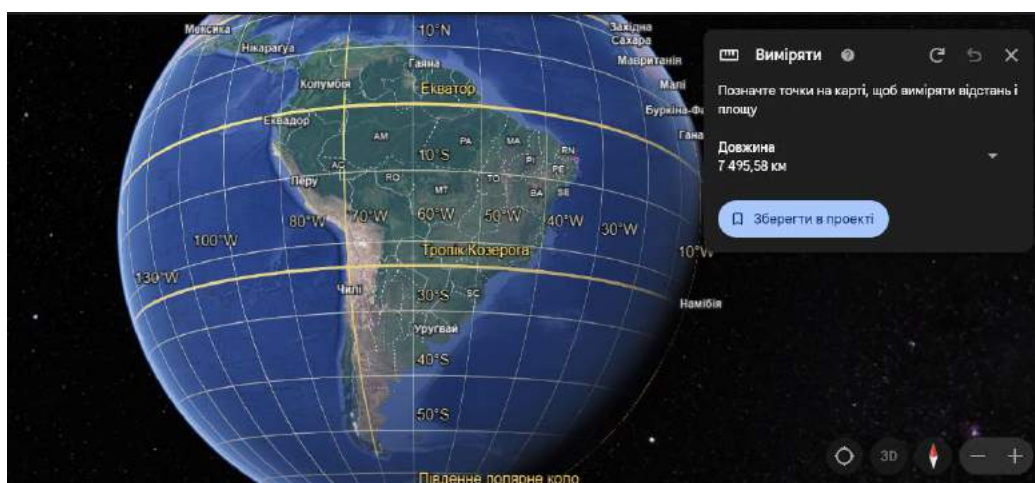 Мексика
10°N
Західна
Сахара
Нікарагуа
Мавританія
Гаяна
Малі
Колумбія
Екватор
Буркіна-Фа
Еквадор
Гана
AM
PA
MA
RN
10°S
PI
PE
AC
RO
TO
Перу
MT
BA
SE
80°W
70°W
60°W
50°W
40°W
30°W
100°W
Тропік Козерога
10°W
130°W
Чилі
30°S
SC
Намібія
Уругвай
40°S
50°S
Південне полярне коло
Виміряти
Позначте точки на карті, щоб виміряти відстань і
площу
Довжина
7 495,58 км
Зберегти в проекті
3D